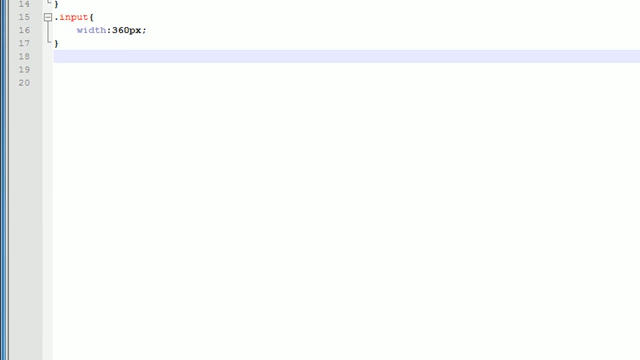 14 }
15 .input{
16 width:360px;
17 }
18
19
20